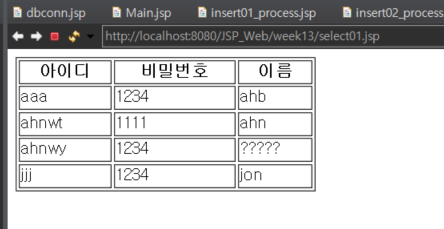 dbconn.jsp Main.jsp insert01_process.jsp insert02_process
http://localhost:8080/JSP_Web/week13/select01.jsp
아이디 비밀번호 이름
aaa 1234 ahb
ahnwt 1111 ahn
ahnwy 1234 ?????
jjj 1234 jon